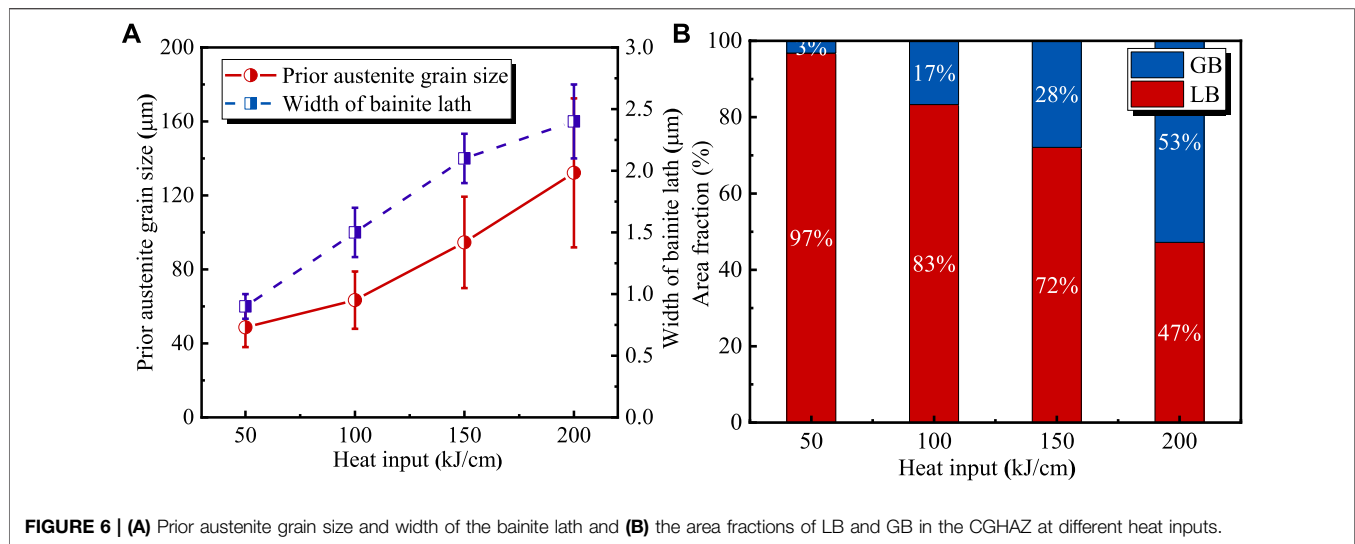 A
Prior austenite grain size
Width of bainite lath
Prior austenite grain size (μm)
200
160
120
80
40
0
Width of bainite lath (μm)
3.0
2.5
2.0
1.5
1.0
0.5
0.0
50 100 150 200
Heat input (kJ/cm)
B
GB
LB
Area fraction (%)
100
80
60
40
20
0
3% 17% 28% 53%
97% 83% 72% 47%
50 100 150 200
Heat input (kJ/cm)
FIGURE 6 | (A) Prior austenite grain size and width of the bainite lath and (B) the area fractions of LB and GB in the CGHAZ at different heat inputs.